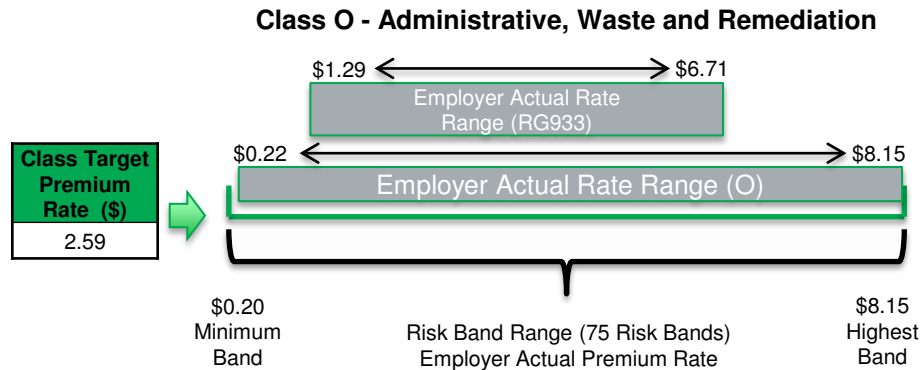 Class O - Administrative, Waste and Remediation
$1.29
$6.71
Employer Actual Rate
Range (RG933)
$0.22
$8.15
Employer Actual Rate Range (O)
Class Target
Premium
Rate ($)
2.59
$0.20
Minimum
Band
Risk Band Range (75 Risk Bands)
Employer Actual Premium Rate
$8.15
Highest
Band